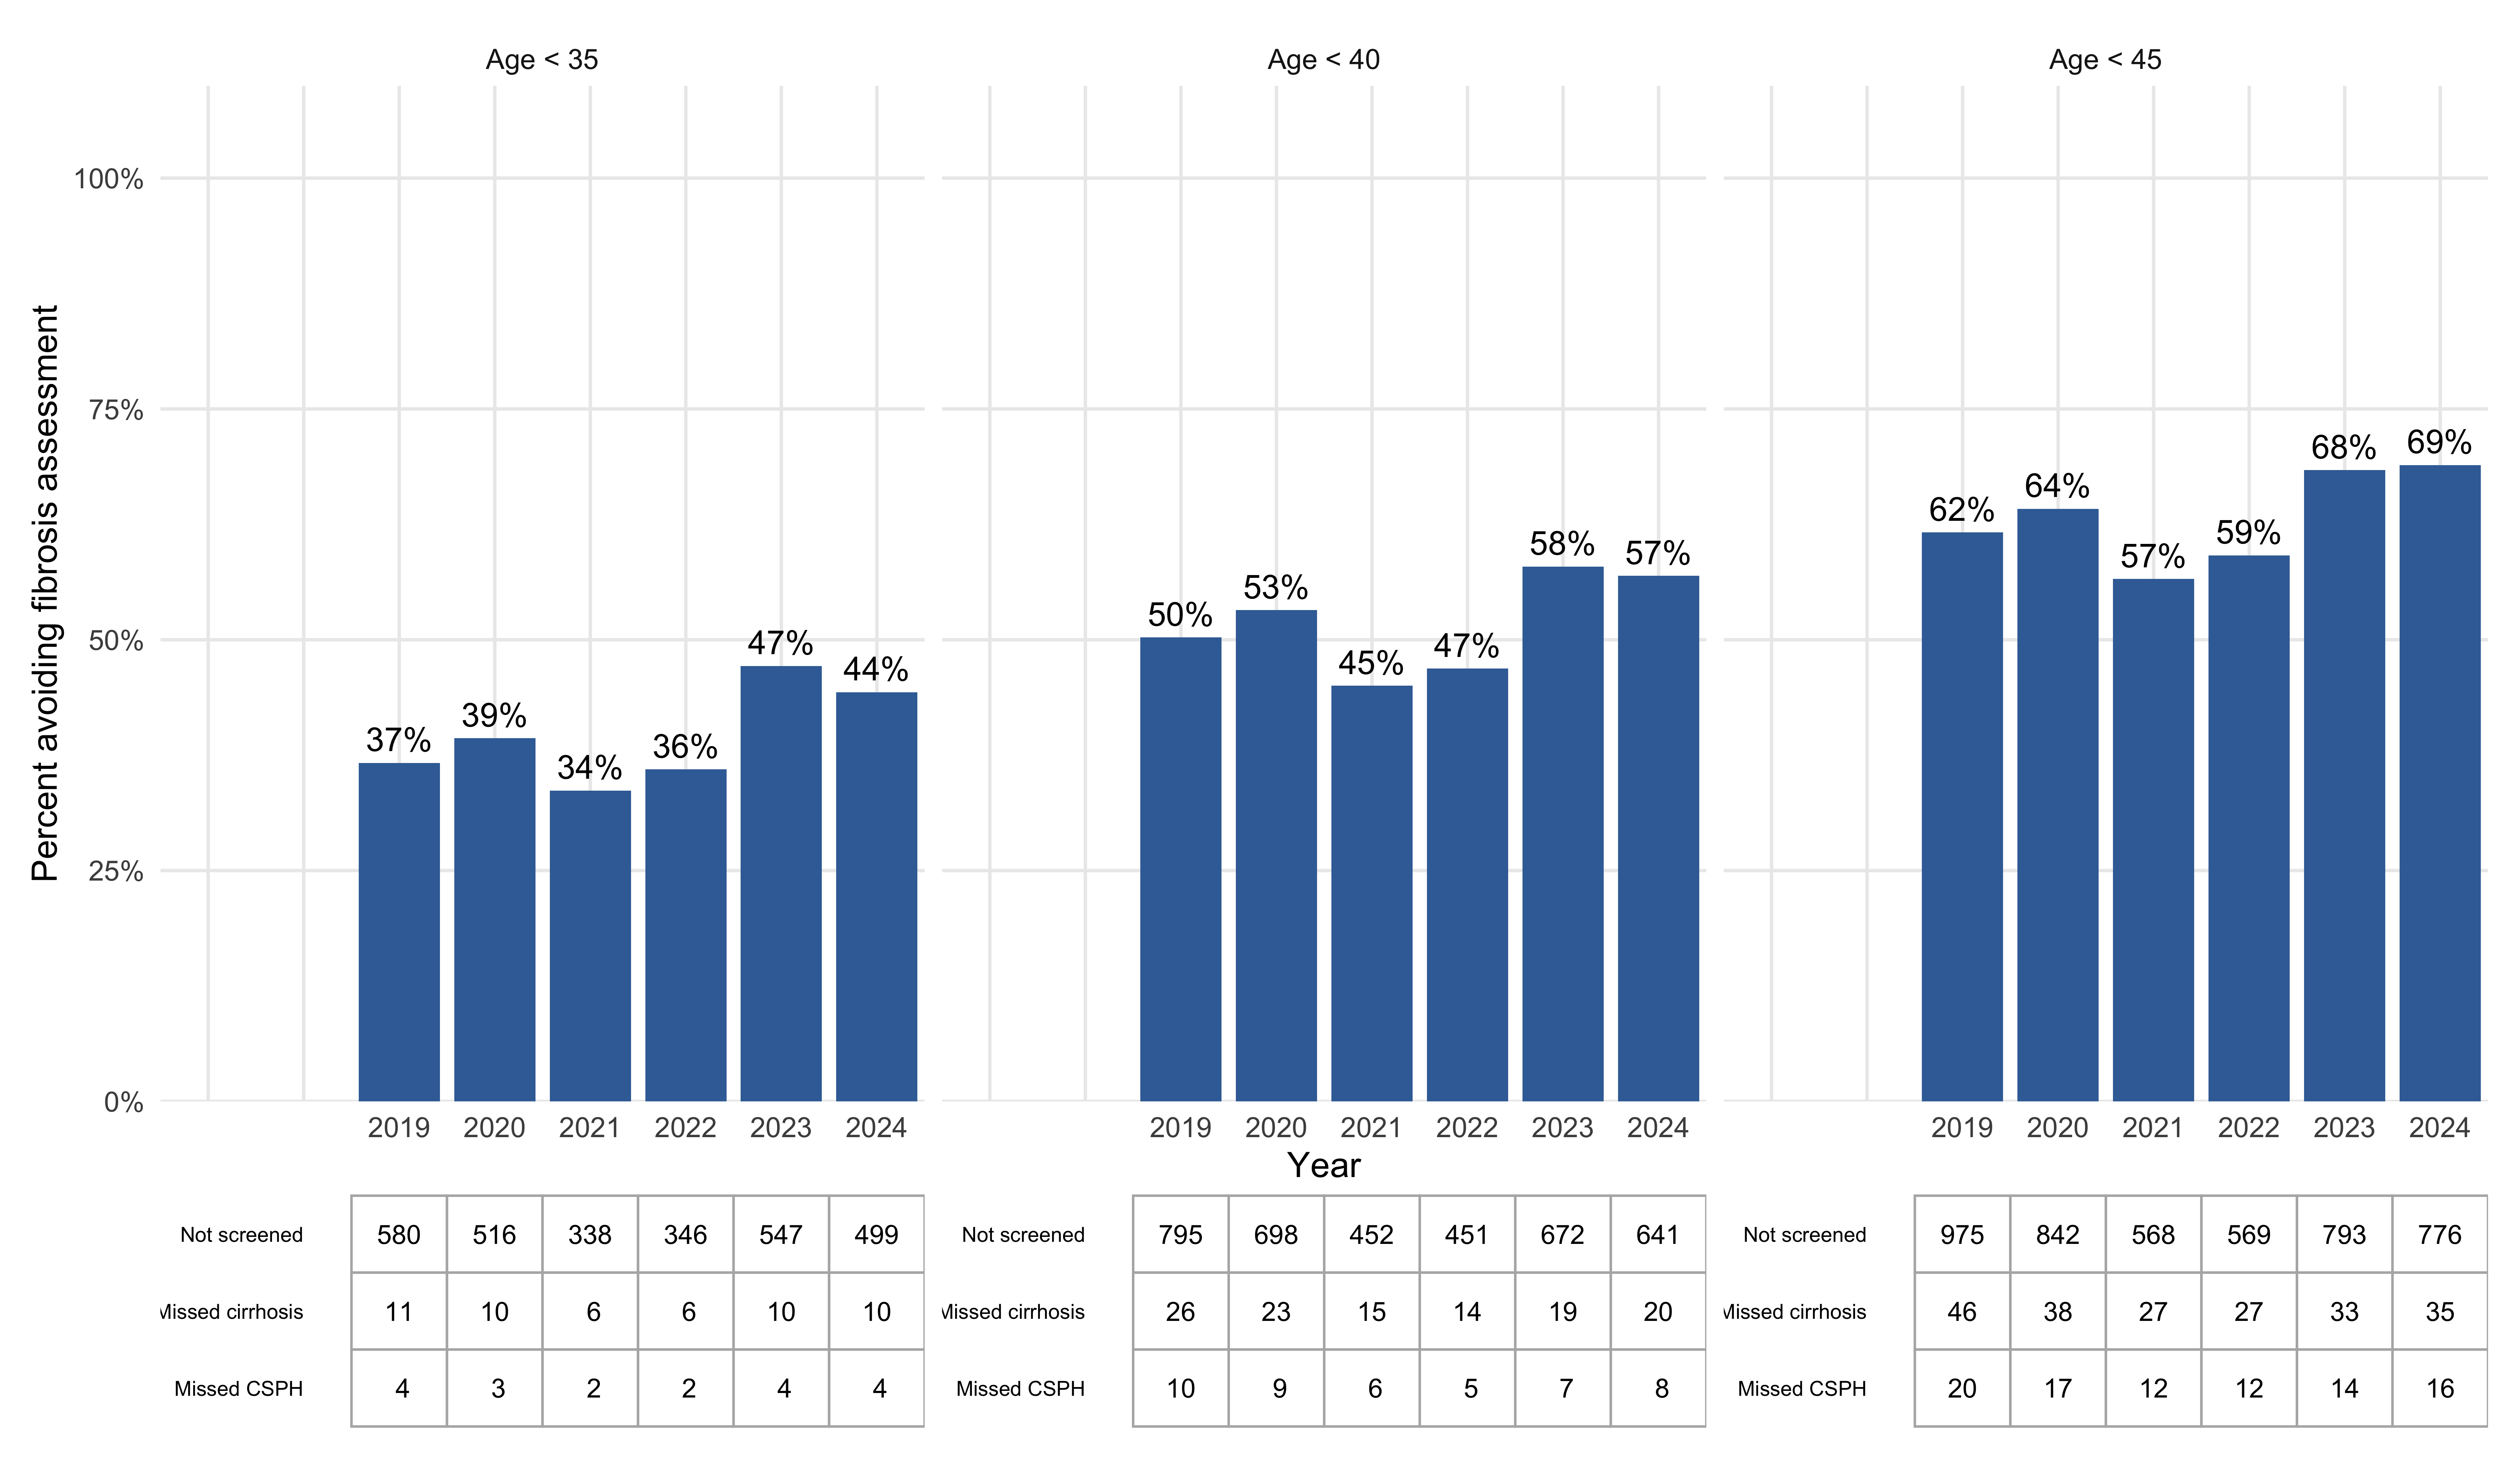 Age < 35 Age < 40 Age < 45
Percent avoiding fibrosis assessment
100%
75%
50%
25%
0%
37% 39% 34% 36% 47% 44%
50% 53% 45% 47% 58% 57%
62% 64% 57% 59% 68% 69%
2019 2020 2021 2022 2023 2024 2019 2020 2021 2022 2023 2024 2019 2020 2021 2022 2023 2024
Year
Not screened 580 516 338 346 547 499 Not screened 795 698 452 451 672 641 Not screened 975 842 568 569 793 776
Missed cirrhosis 11 10 6 6 10 10 Missed cirrhosis 26 23 15 14 19 20 Missed cirrhosis 46 38 27 27 33 35
Missed CSPH 4 3 2 2 4 4 Missed CSPH 10 9 6 5 7 8 Missed CSPH 20 17 12 12 14 16